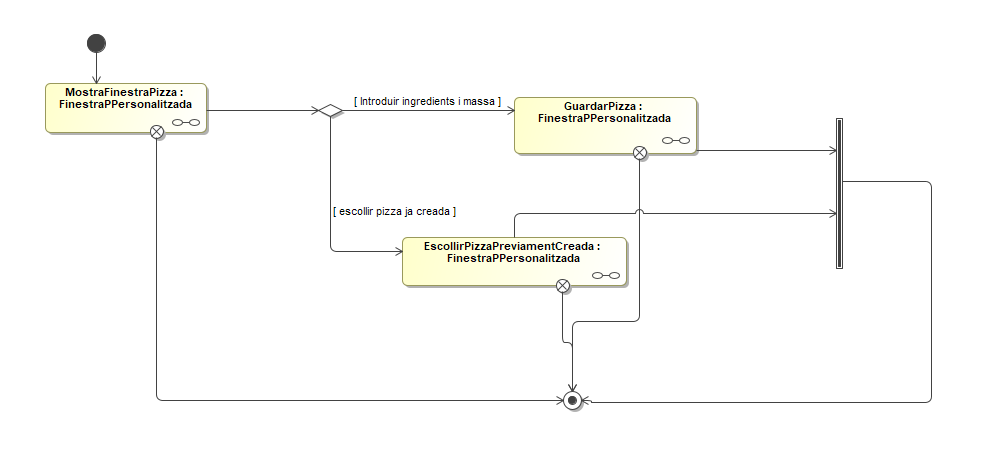 MostraFinestraPizza :
FinestraPPersonalitzada
[ Introduir ingredients i massa ]
GuardarPizza :
FinestraPPersonalitzada
[ escollir pizza ja creada ]
EscollirPizzaPreviamentCreada :
FinestraPPersonalitzada